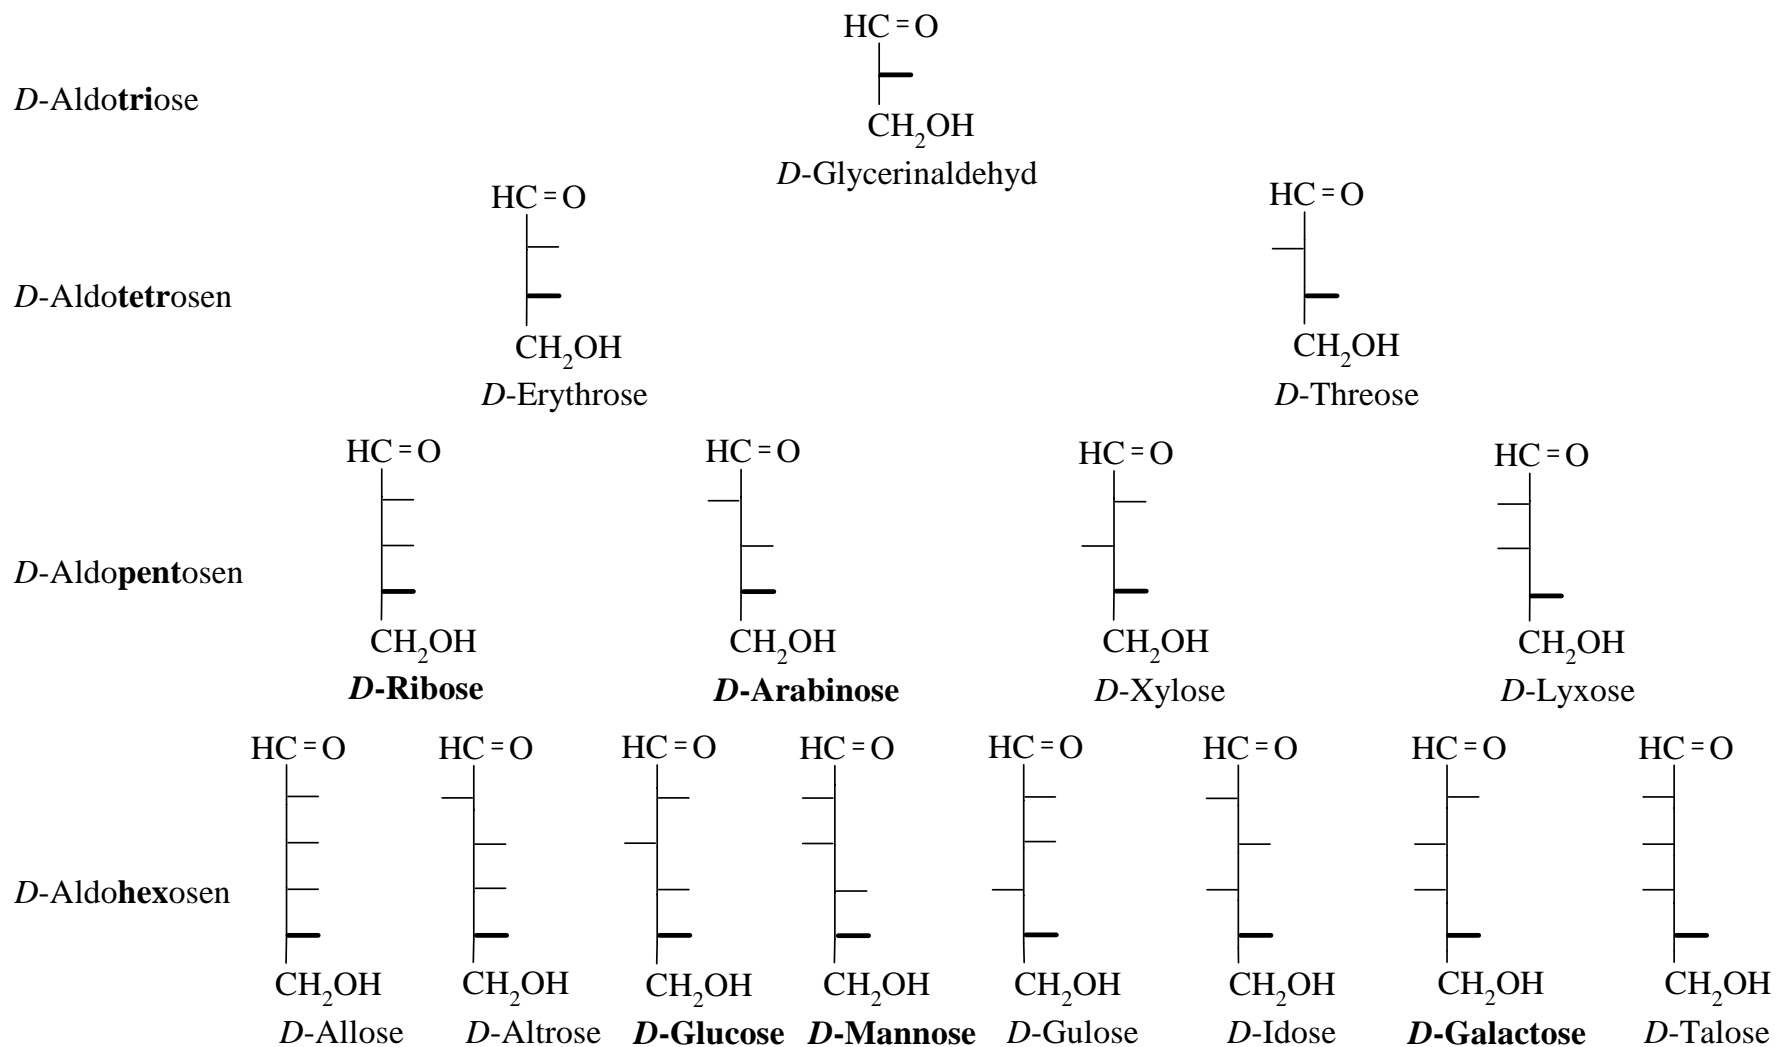 HC=O
D-Aldotriose
CH₂OH
D-Glycerinaldehyd
HC=O HC=O
D-Aldotetrosen
CH₂OH CH₂OH
D-Erythrose D-Threose
HC=O HC=O HC=O HC=O
D-Aldopentosen
CH₂OH CH₂OH CH₂OH CH₂OH
D-Ribose D-Arabinose D-Xylose D-Lyxose
HC=O HC=O HC=O HC=O HC=O HC=O HC=O HC=O
D-Aldohexosen
CH₂OH CH₂OH CH₂OH CH₂OH CH₂OH CH₂OH CH₂OH CH₂OH
D-Allose D-Altrose D-Glucose D-Mannose D-Gulose D-Idose D-Galactose D-Talose